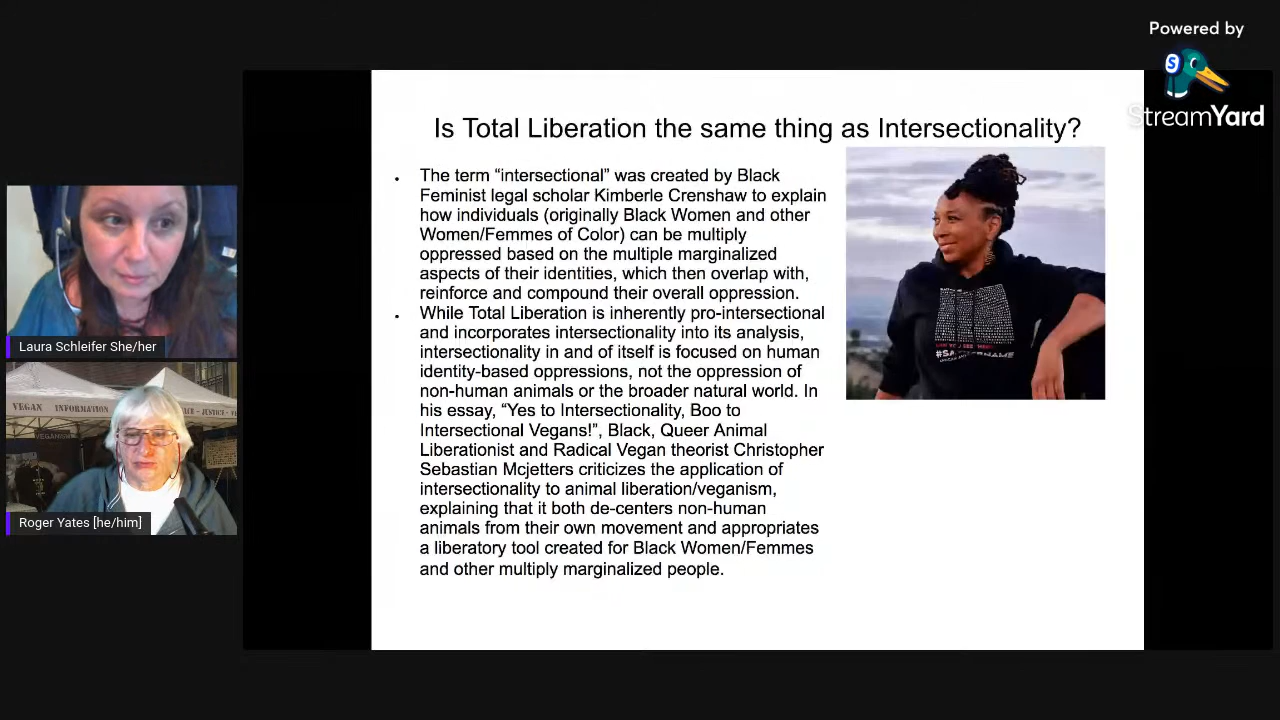 Powered by
S
StreamYard
Is Total Liberation the same thing as Intersectionality?
• The term “intersectional” was created by Black
Feminist legal scholar Kimberle Crenshaw to explain
how individuals (originally Black Women and other
Women/Femmes of Color) can be multiply
oppressed based on the multiple marginalized
aspects of their identities, which then overlap with,
reinforce and compound their overall oppression.
• While Total Liberation is inherently pro-intersectional
and incorporates intersectionality into its analysis,
intersectionality in and of itself is focused on human
identity-based oppressions, not the oppression of
non-human animals or the broader natural world. In
his essay, “Yes to Intersectionality, Boo to
Intersectional Vegans!”, Black, Queer Animal
Liberationist and Radical Vegan theorist Christopher
Sebastian Mcjetters criticizes the application of
intersectionality to animal liberation/veganism,
explaining that it both de-centers non-human
animals from their own movement and appropriates
a liberatory tool created for Black Women/Femmes
and other multiply marginalized people.
Laura Schleifer She/her
VEGAN INFORMATION
JUSTICE
VEGANISM
Roger Yates [he/him]